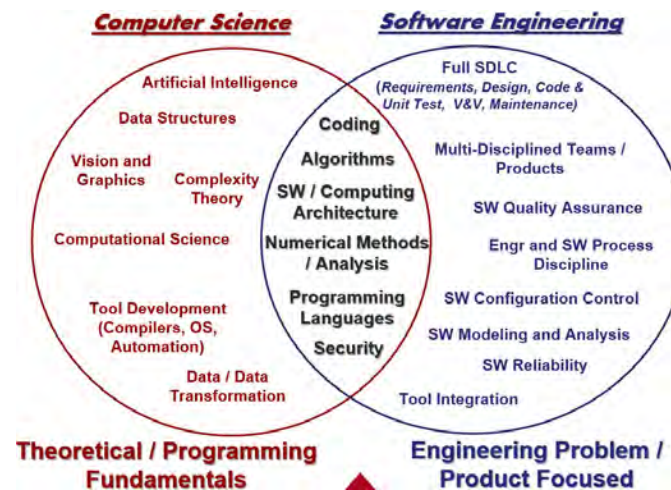 Computer Science
Software Engineering
Artificial Intelligence
Data Structures
Vision and
Graphics
Complexity
Theory
Computational Science
Tool Development
(Compilers, OS,
Automation)
Data / Data
Transformation
Coding
Algorithms
SW / Computing
Architecture
Numerical Methods
/ Analysis
Programming
Languages
Security
Full SDLC
(Requirements, Design, Code &
Unit Test, V&V, Maintenance)
Multi-Disciplined Teams /
Products
SW Quality Assurance
Engr and SW Process
Discipline
SW Configuration Control
SW Modeling and Analysis
SW Reliability
Tool Integration
Theoretical / Programming
Fundamentals
Engineering Problem /
Product Focused